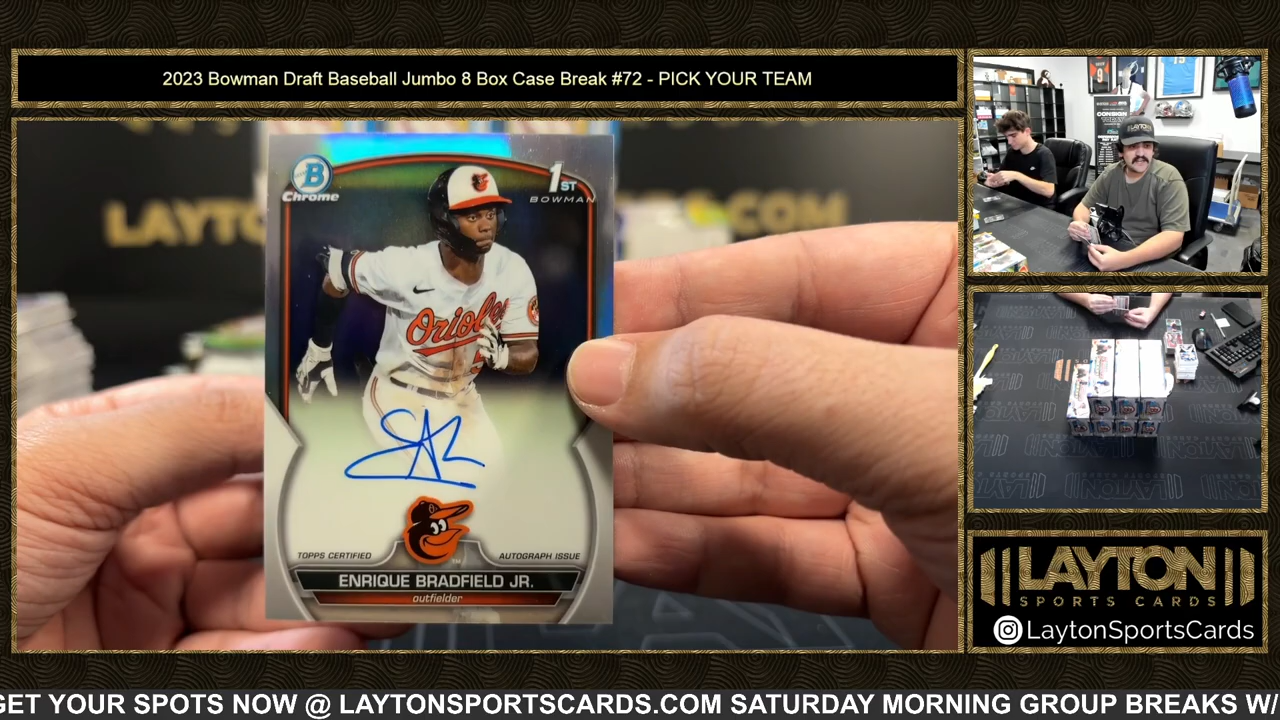 2023 Bowman Draft Baseball Jumbo 8 Box Case Break #72 - PICK YOUR TEAM
B
Chrome
1ST
BOWMAN
Orioles
TOPPS CERTIFIED
AUTOGRAPH ISSUE
ENRIQUE BRADFIELD JR.
outfielder
CONSIGN
TODAY
LAYTON
SPORTS CARDS
LaytonSportsCards
GET YOUR SPOTS NOW @ LAYTONSPORTSCARDS.COM SATURDAY MORNING GROUP BREAKS W/